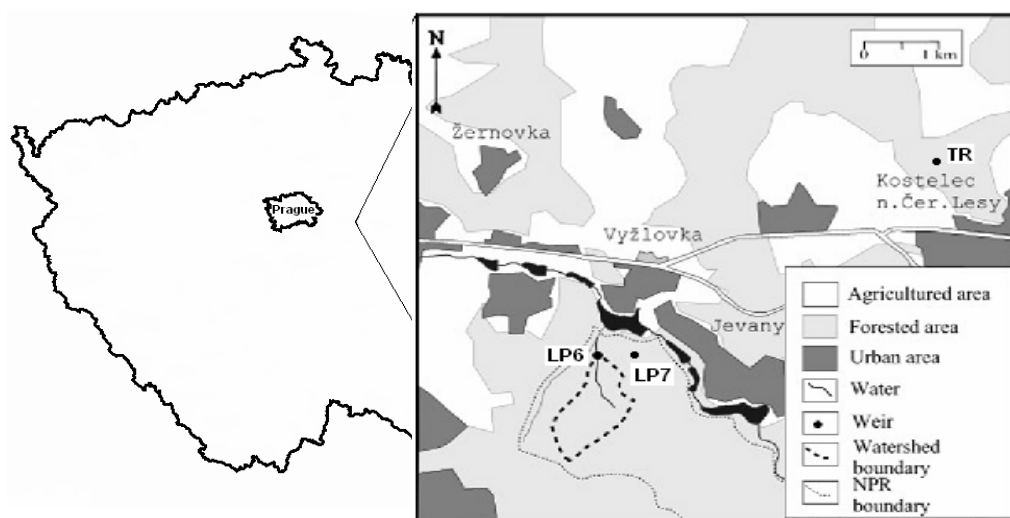 Prague
N
0 1 km
Žernovka
TR
Kostelec
n.Čer.Lesy
Vyžlovka
Jevany
LP6
LP7
Agricultured area
Forested area
Urban area
Water
Weir
Watershed
boundary
NPR
boundary